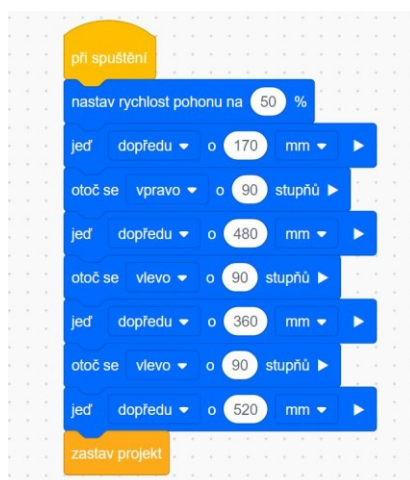 při spuštění
nastav rychlost pohonu na 50 %
jeď dopředu o 170 mm
otoč se vpravo o 90 stupňů
jeď dopředu o 480 mm
otoč se vlevo o 90 stupňů
jeď dopředu o 360 mm
otoč se vlevo o 90 stupňů
jeď dopředu o 520 mm
zastav projekt